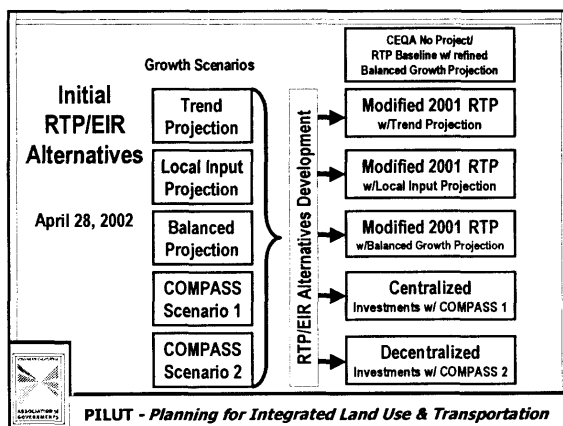 Initial
RTP/EIR
Alternatives
April 28, 2002
Growth Scenarios
Trend
Projection
Local Input
Projection
Balanced
Projection
COMPASS
Scenario 1
COMPASS
Scenario 2
RTP/EIR Alternatives Development
CEQA No Project/
RTP Baseline w/ refined
Balanced Growth Projection
Modified 2001 RTP
w/Trend Projection
Modified 2001 RTP
w/Local Input Projection
Modified 2001 RTP
w/Balanced Growth Projection
Centralized
Investments w/ COMPASS 1
Decentralized
Investments w/ COMPASS 2
ASSOCIATION of
GOVERNMENTS
PILUT - Planning for Integrated Land Use & Transportation